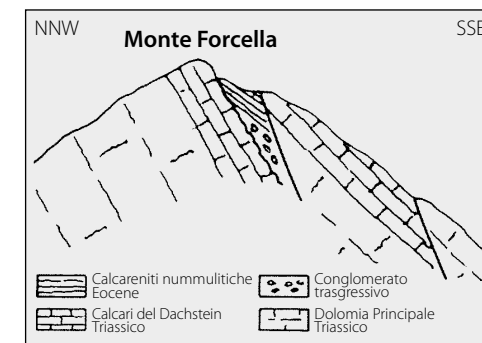 NNW
SSE
Monte Forcella
Calcareniti nummulitiche
Eocene
Conglomerato
trasgressivo
Calcari del Dachstein
Triassico
Dolomia Principale
Triassico